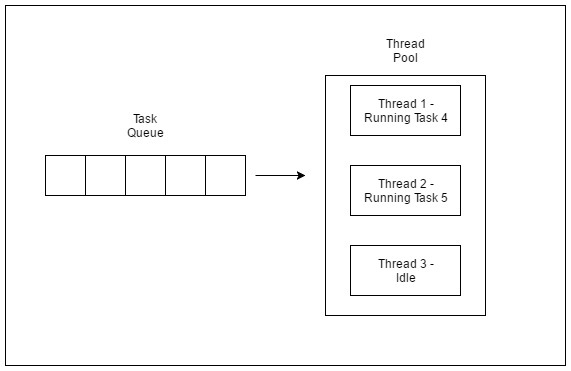 Thread
Pool
Task
Queue
Thread 1 -
Running Task 4
Thread 2 -
Running Task 5
Thread 3 -
Idle